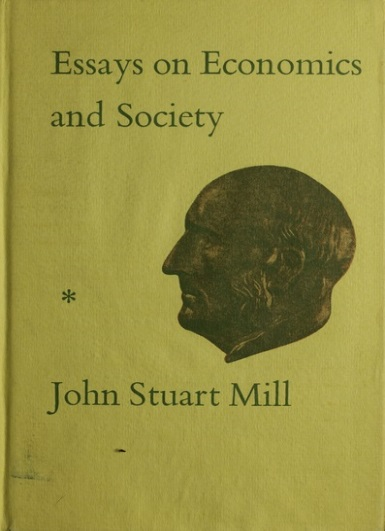 Essays on Economics
and Society
*
John Stuart Mill